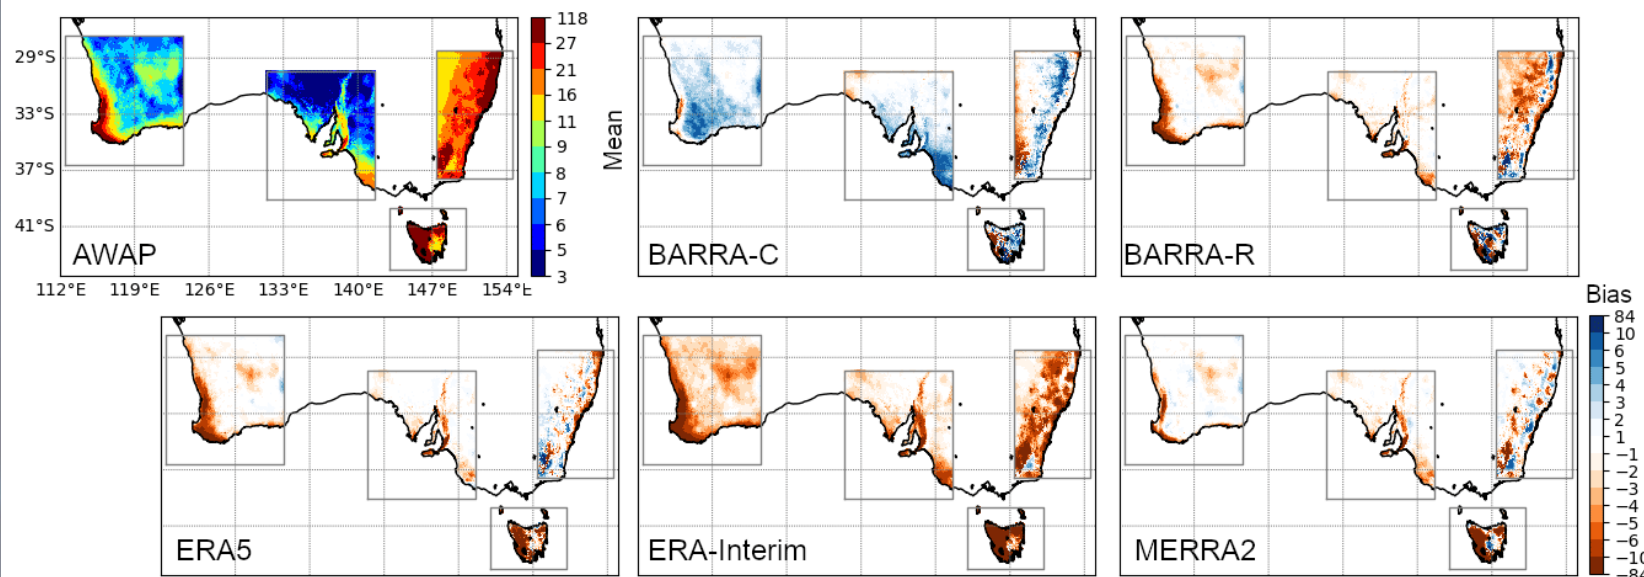 118
29°S
27
21
33°S
16
11
37°S
9
8
7
41°S
6
5
3
Mean
AWAP
BARRA-C
BARRA-R
112°E 119°E 126°E 133°E 140°E 147°E 154°E
Bias
84
10
6
5
4
3
2
1
−1
−2
−3
−4
−5
−6
−10
−84
ERA5
ERA-Interim
MERRA2